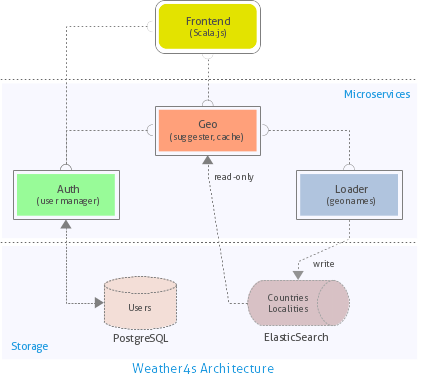 Frontend
(Scala.js)
Microservices
Geo
(suggester, cache)
read-only
Auth
(user manager)
Loader
(geonames)
write
Users
Countries
Localities
PostgreSQL
ElasticSearch
Storage
Weather4s Architecture